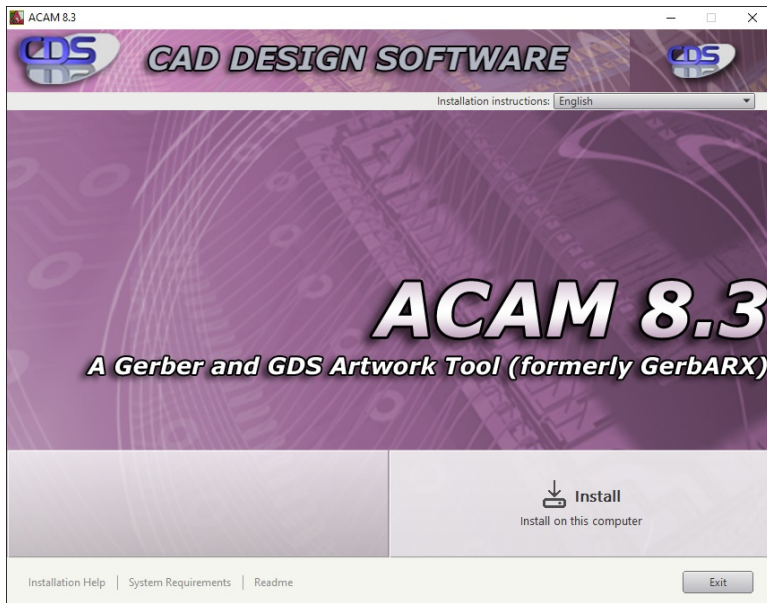 ACAM 8.3
CDS CAD DESIGN SOFTWARE CDS
Installation instructions: English
ACAM 8.3
A Gerber and GDS Artwork Tool (formerly GerbARX)
Install
Install on this computer
Installation Help System Requirements Readme Exit